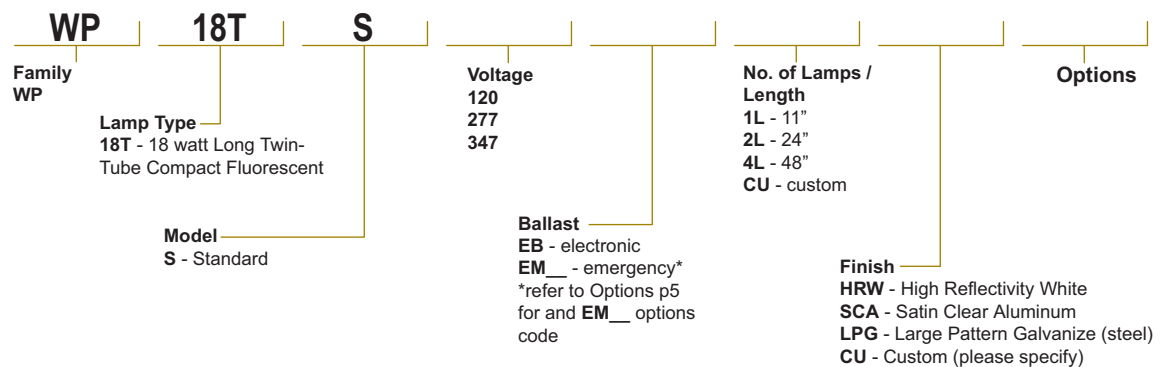 WP 18T S
Family
WP
Lamp Type
18T - 18 watt Long Twin-
Tube Compact Fluorescent
Model
S - Standard
Voltage
120
277
347
Ballast
EB - electronic
EM__ - emergency*
*refer to Options p5
for and EM__ options
code
No. of Lamps /
Length
1L - 11”
2L - 24”
4L - 48”
CU - custom
Finish
HRW - High Reflectivity White
SCA - Satin Clear Aluminum
LPG - Large Pattern Galvanize (steel)
CU - Custom (please specify)
Options